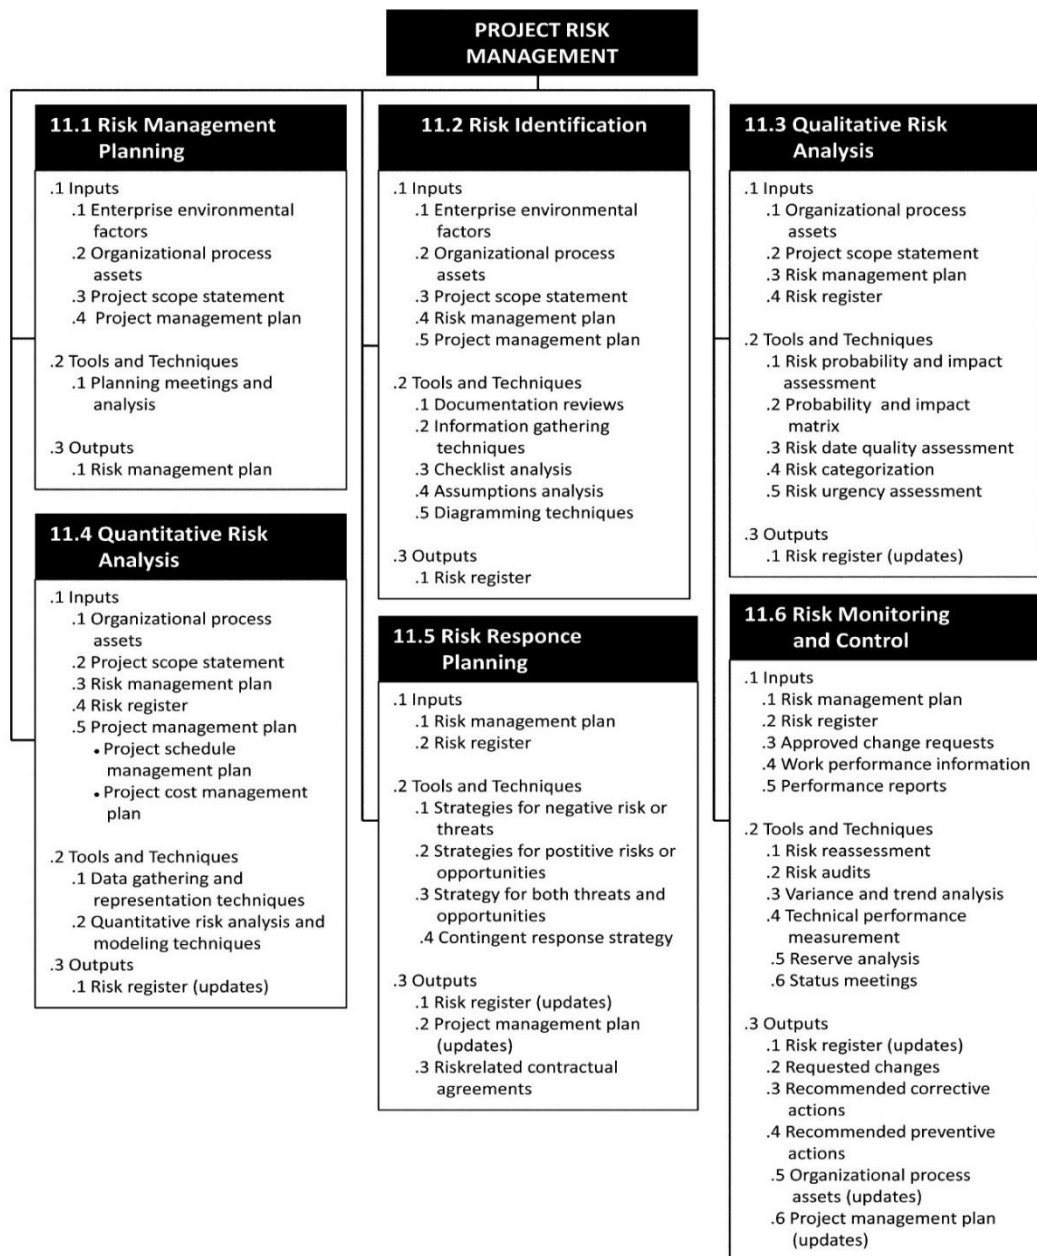 PROJECT RISK
MANAGEMENT
11.1 Risk Management
Planning
.1 Inputs
.1 Enterprise environmental
factors
.2 Organizational process
assets
.3 Project scope statement
.4 Project management plan
.2 Tools and Techniques
.1 Planning meetings and
analysis
.3 Outputs
.1 Risk management plan
11.2 Risk Identification
.1 Inputs
.1 Enterprise environmental
factors
.2 Organizational process
assets
.3 Project scope statement
.4 Risk management plan
.5 Project management plan
.2 Tools and Techniques
.1 Documentation reviews
.2 Information gathering
techniques
.3 Checklist analysis
.4 Assumptions analysis
.5 Diagramming techniques
.3 Outputs
.1 Risk register
11.3 Qualitative Risk
Analysis
.1 Inputs
.1 Organizational process
assets
.2 Project scope statement
.3 Risk management plan
.4 Risk register
.2 Tools and Techniques
.1 Risk probability and impact
assessment
.2 Probability and impact
matrix
.3 Risk date quality assessment
.4 Risk categorization
.5 Risk urgency assessment
.3 Outputs
.1 Risk register (updates)
11.4 Quantitative Risk
Analysis
.1 Inputs
.1 Organizational process
assets
.2 Project scope statement
.3 Risk management plan
.4 Risk register
.5 Project management plan
• Project schedule
management plan
• Project cost management
plan
.2 Tools and Techniques
.1 Data gathering and
representation techniques
.2 Quantitative risk analysis and
modeling techniques
.3 Outputs
.1 Risk register (updates)
11.5 Risk Responce
Planning
.1 Inputs
.1 Risk management plan
.2 Risk register
.2 Tools and Techniques
.1 Strategies for negative risk or
threats
.2 Strategies for postitive risks or
opportunities
.3 Strategy for both threats and
opportunities
.4 Contingent response strategy
.3 Outputs
.1 Risk register (updates)
.2 Project management plan
(updates)
.3 Riskrelated contractual
agreements
11.6 Risk Monitoring
and Control
.1 Inputs
.1 Risk management plan
.2 Risk register
.3 Approved change requests
.4 Work performance information
.5 Performance reports
.2 Tools and Techniques
.1 Risk reassessment
.2 Risk audits
.3 Variance and trend analysis
.4 Technical performance
measurement
.5 Reserve analysis
.6 Status meetings
.3 Outputs
.1 Risk register (updates)
.2 Requested changes
.3 Recommended corrective
actions
.4 Recommended preventive
actions
.5 Organizational process
assets (updates)
.6 Project management plan
(updates)